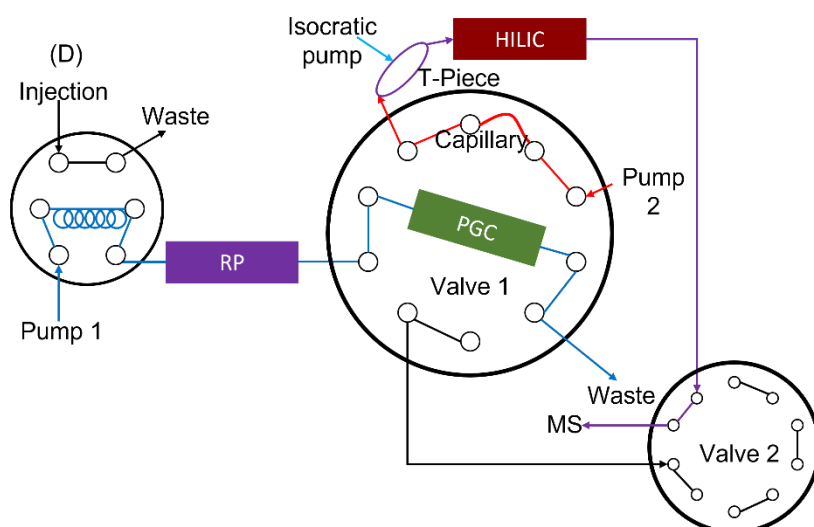 (D)
Injection
Waste
Isocratic
pump
HILIC
T-Piece
Capillary
Pump
2
PGC
RP
Valve 1
Pump 1
Waste
MS
Valve 2